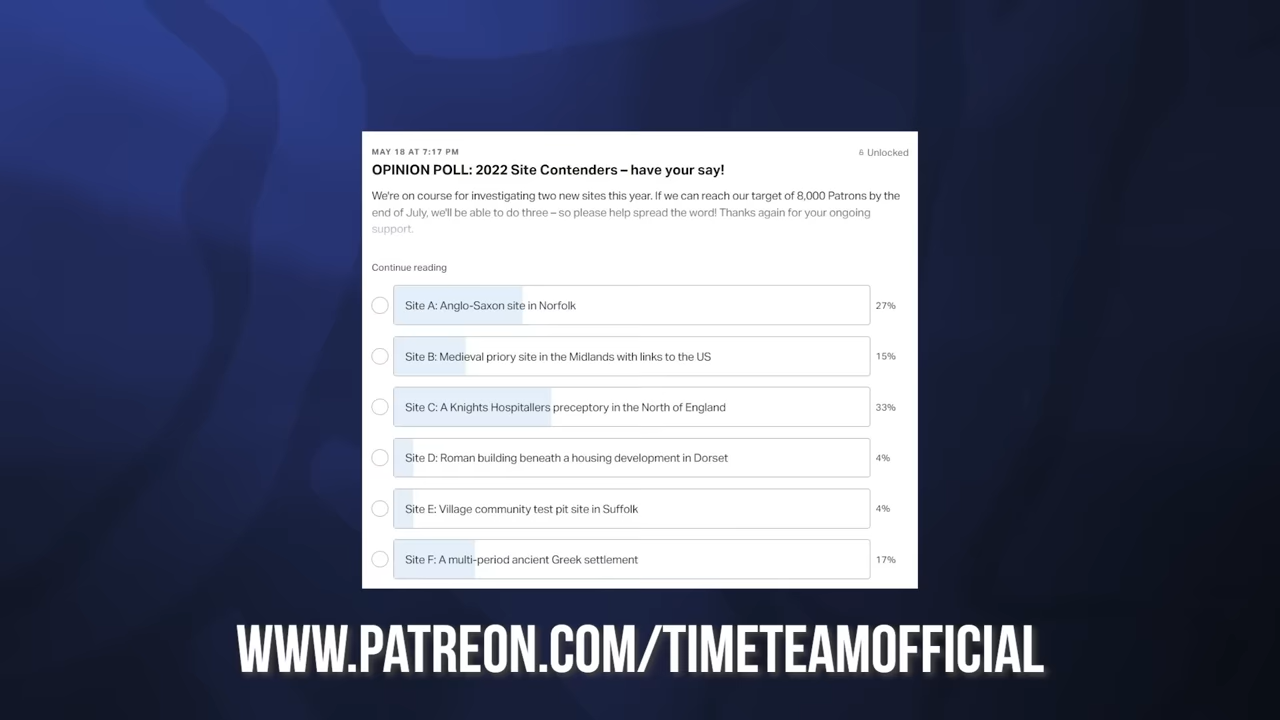 MAY 18 AT 7:17 PM
Unlocked
OPINION POLL: 2022 Site Contenders – have your say!
We're on course for investigating two new sites this year. If we can reach our target of 8,000 Patrons by the
end of July, we'll be able to do three – so please help spread the word! Thanks again for your ongoing
support.
Continue reading
Site A: Anglo-Saxon site in Norfolk
27%
Site B: Medieval priory site in the Midlands with links to the US
15%
Site C: A Knights Hospitallers preceptory in the North of England
33%
Site D: Roman building beneath a housing development in Dorset
4%
Site E: Village community test pit site in Suffolk
4%
Site F: A multi-period ancient Greek settlement
17%
WWW.PATREON.COM/TIMETEAMOFFICIAL